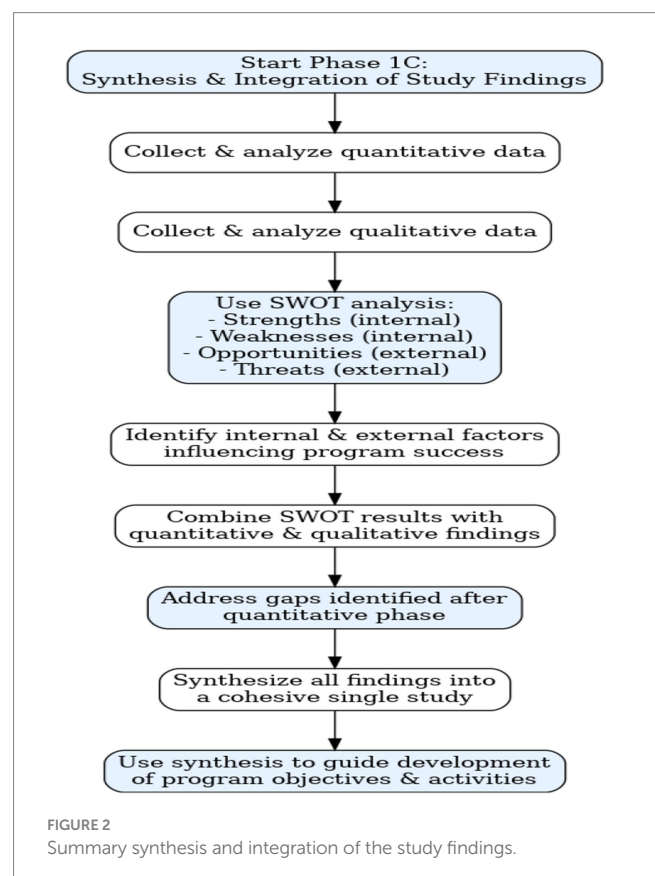 Start Phase 1C:
Synthesis & Integration of Study Findings
Collect & analyze quantitative data
Collect & analyze qualitative data
Use SWOT analysis:
- Strengths (internal)
- Weaknesses (internal)
- Opportunities (external)
- Threats (external)
Identify internal & external factors
influencing program success
Combine SWOT results with
quantitative & qualitative findings
Address gaps identified after
quantitative phase
Synthesize all findings into
a cohesive single study
Use synthesis to guide development
of program objectives & activities
FIGURE 2
Summary synthesis and integration of the study findings.